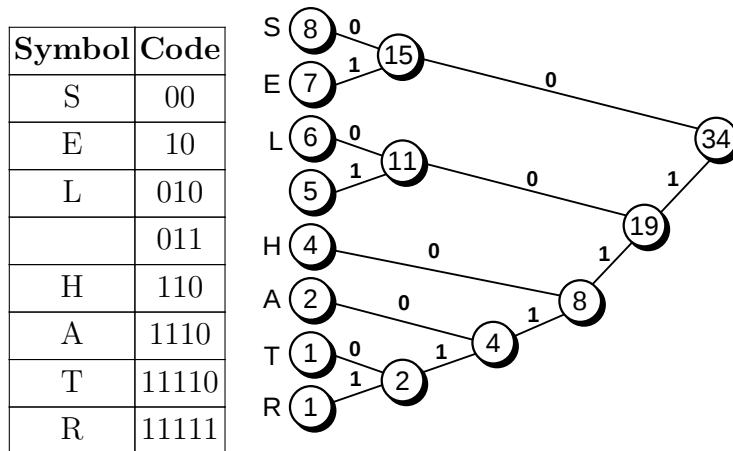 Symbol Code
S 00
E 10
L 010
011
H 110
A 1110
T 11110
R 11111
S 8 0
15
E 7 1
0
34
L 6 0
11
5 1
0
1
19
H 4
0
1
8
A 2
0
1
4
T 1 0
1
2
R 1 1